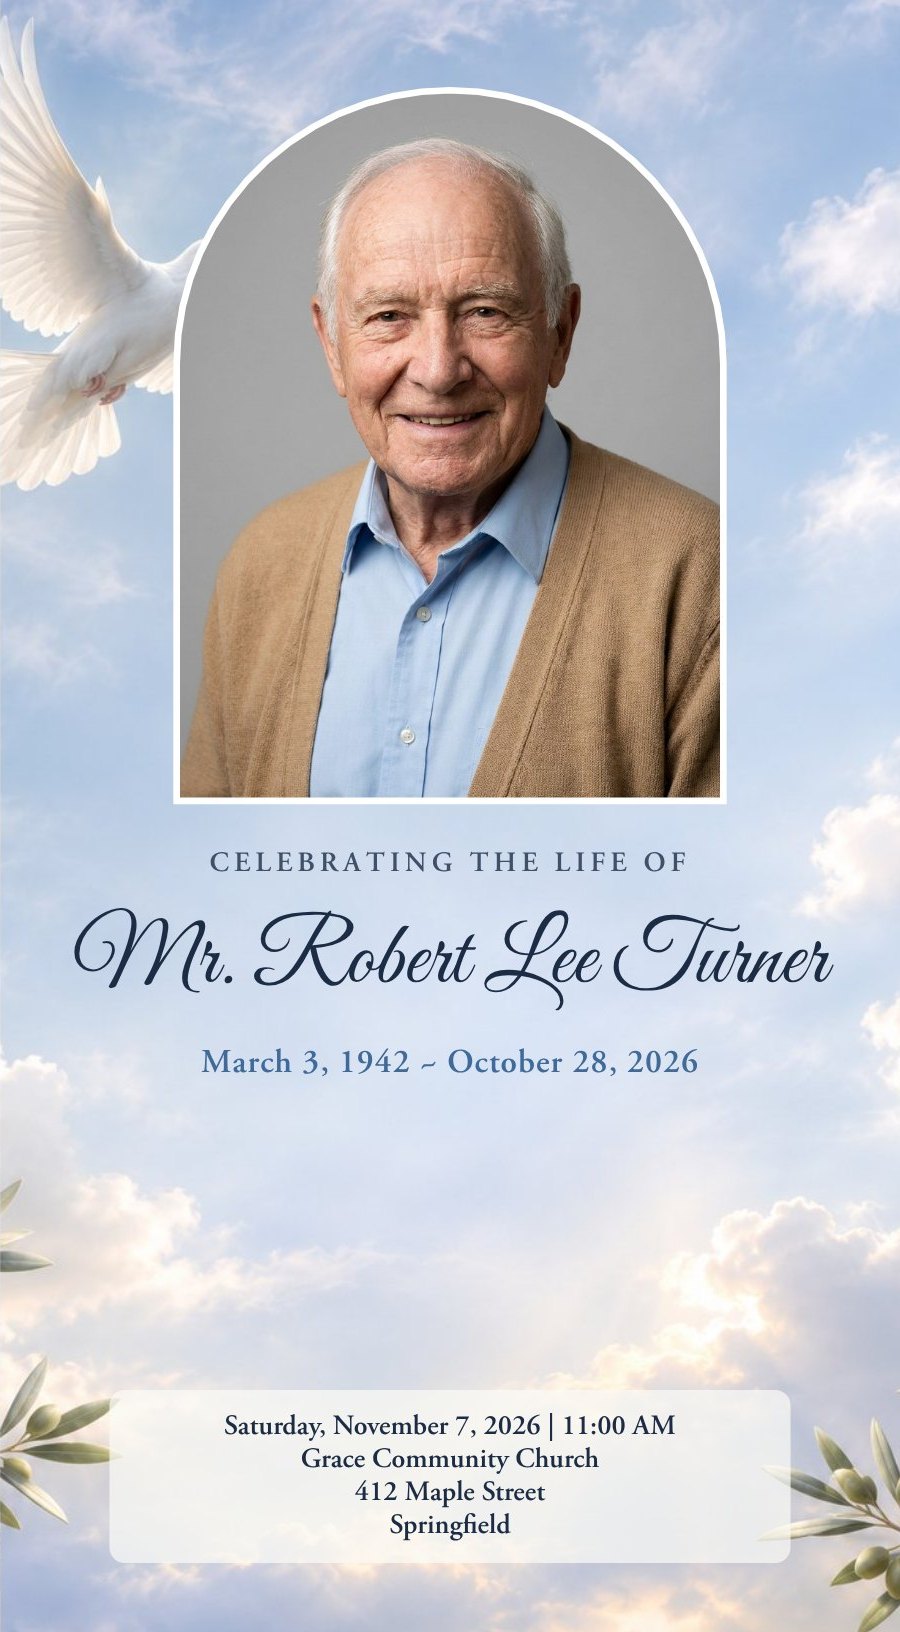 CELEBRATING THE LIFE OF
Mr. Robert Lee Turner
March 3, 1942 ~ October 28, 2026
Saturday, November 7, 2026 | 11:00 AM
Grace Community Church
412 Maple Street
Springfield